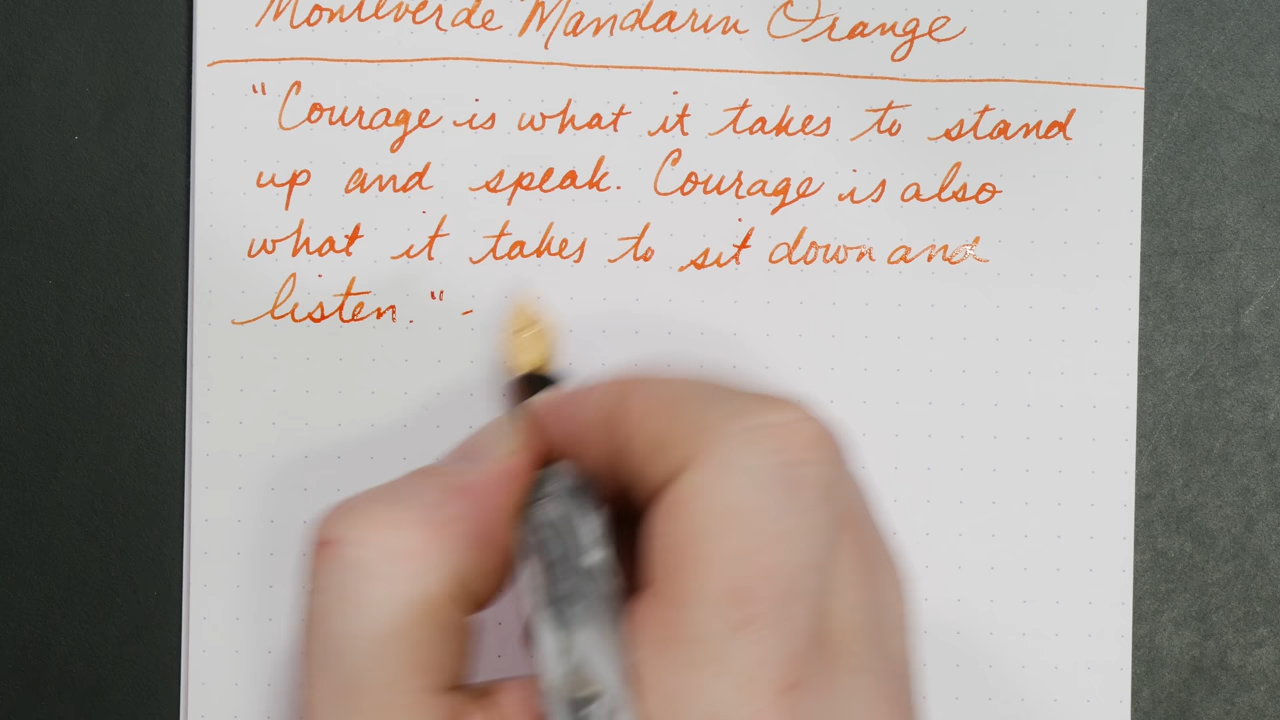 Monteverde Mandarin Orange
"Courage is what it takes to stand
up and speak. Courage is also
what it takes to sit down and
listen." -